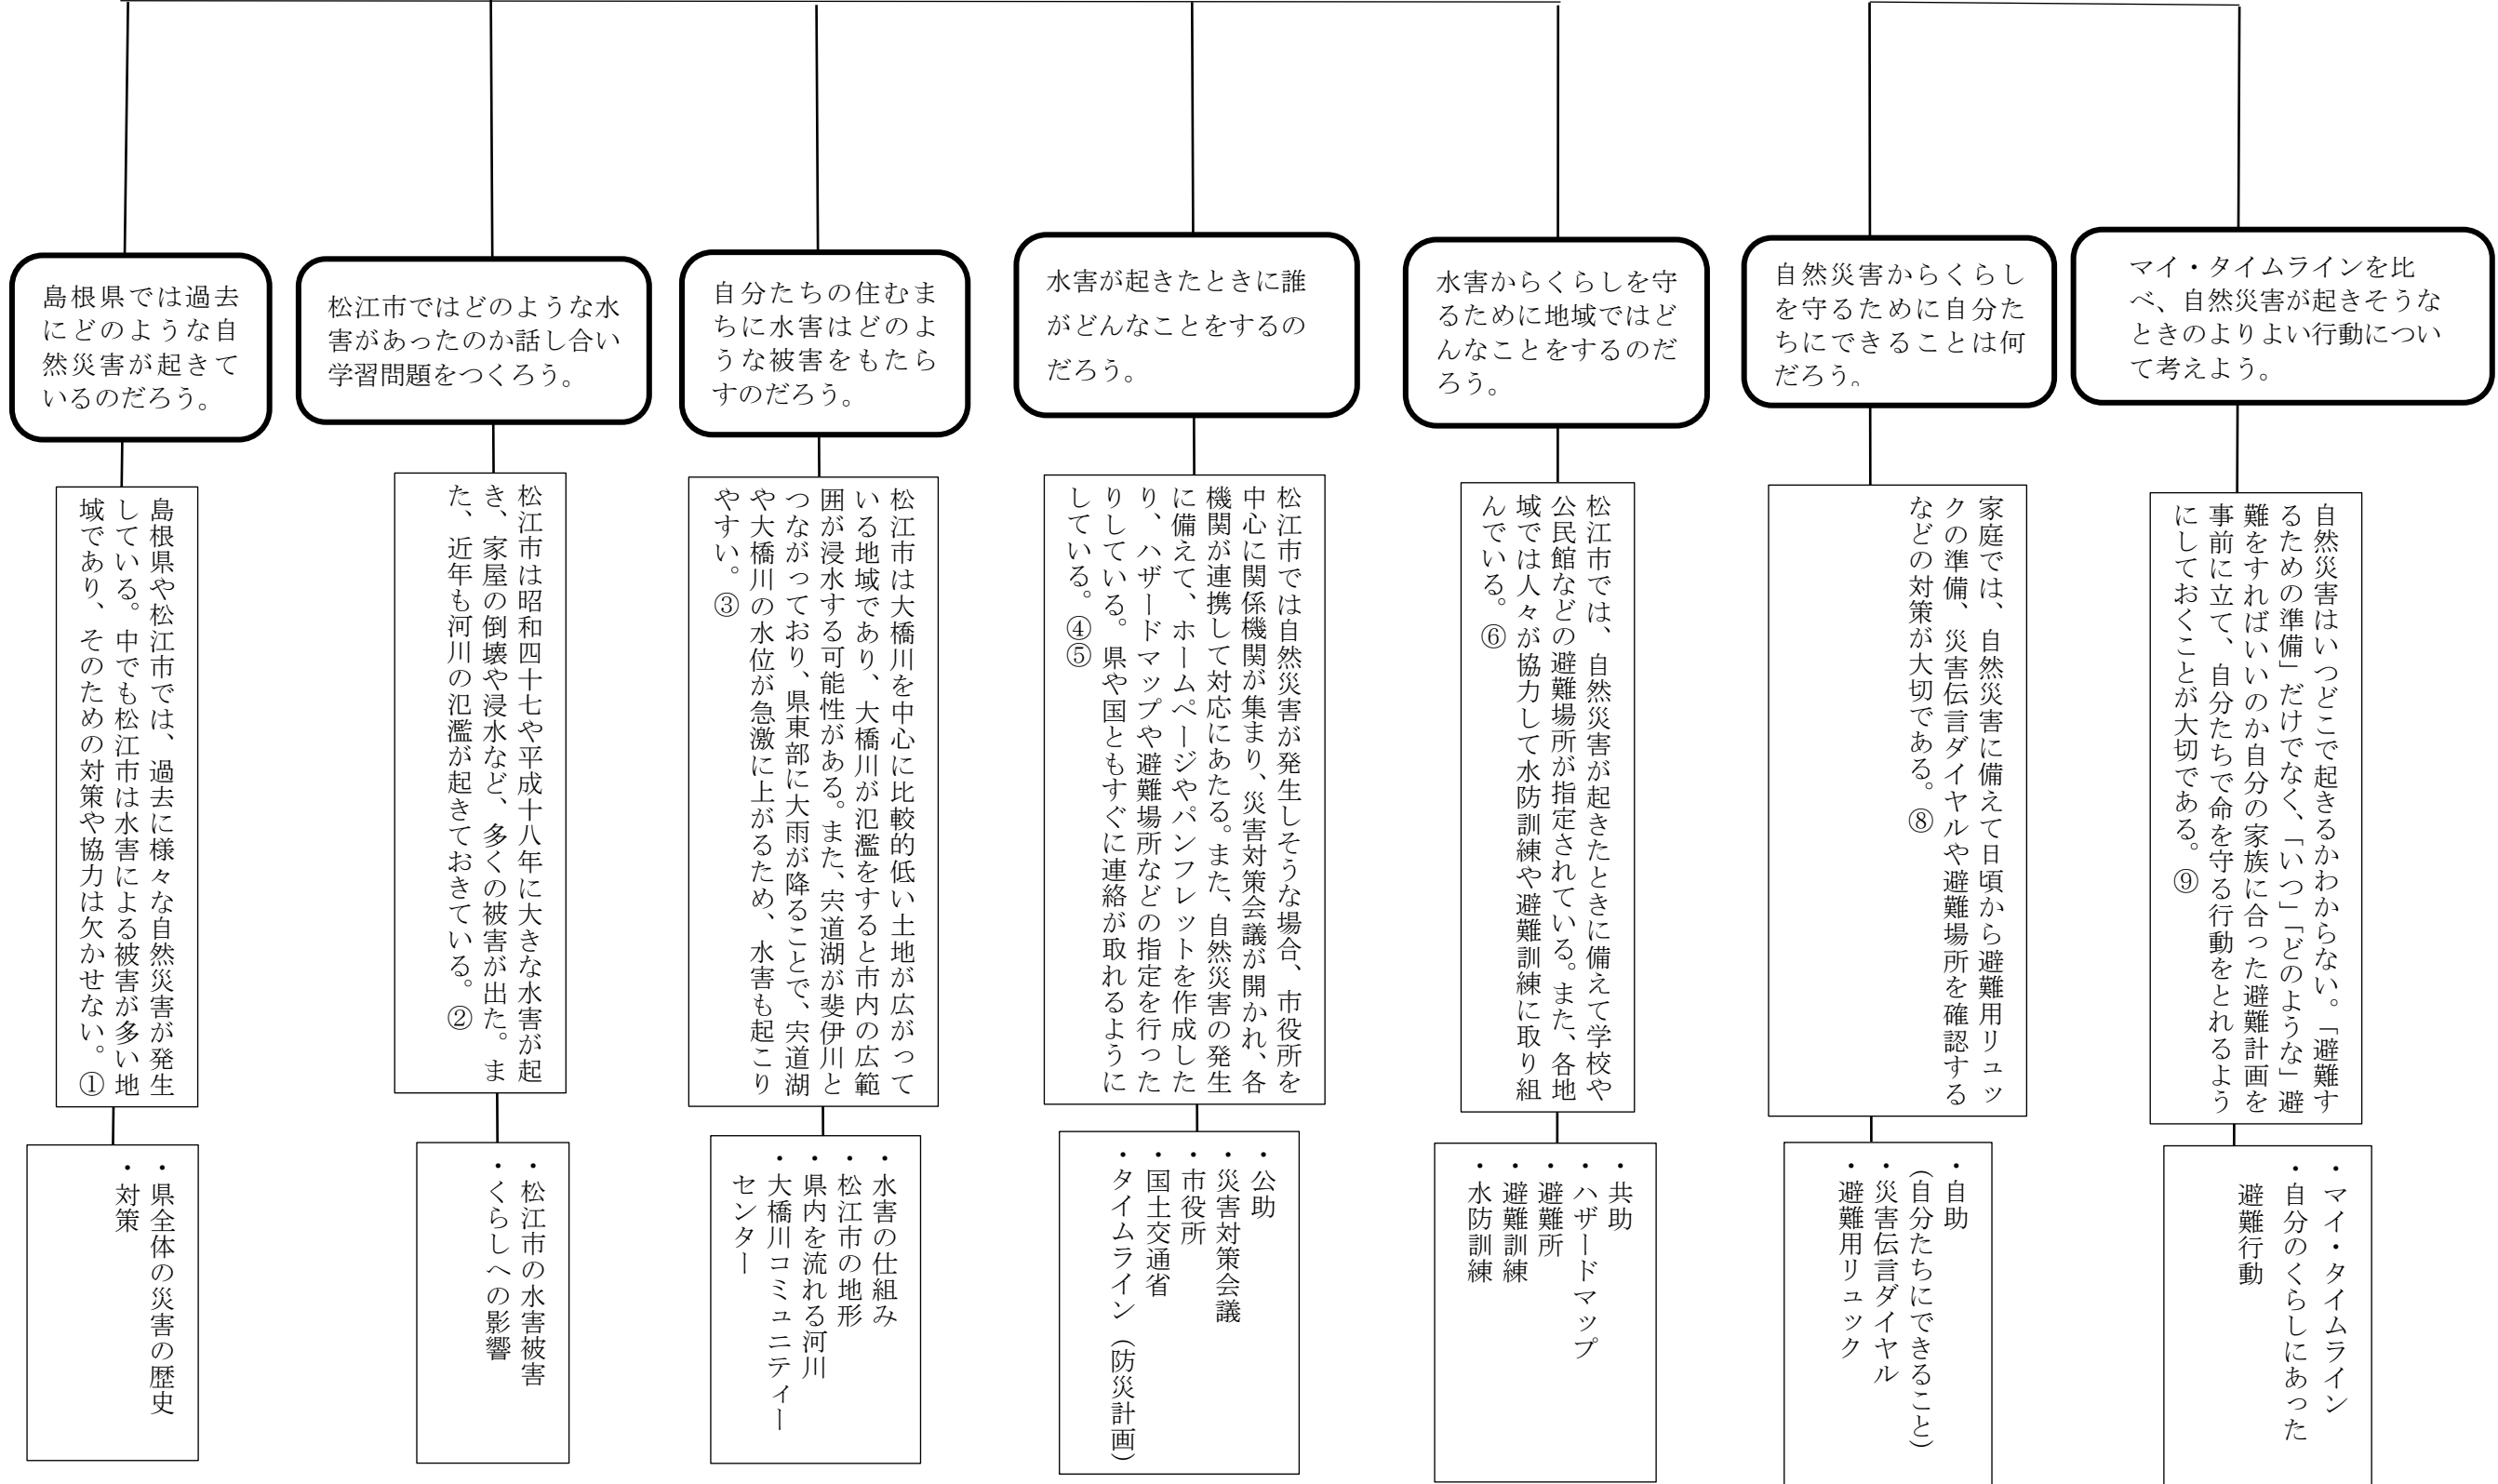 島根県では過去
にどのような自
然災害が起きて
いるのだろう。
島根県や松江市では、過去に様々な自然災害が発生
している。中でも松江市は水害による被害が多い地
域であり、そのための対策や協力は欠かせない。①
・県全体の災害の歴史
・対策
松江市ではどのような水
害があったのか話し合い
学習問題をつくろう。
松江市は昭和四十七や平成十八年に大きな水害が起
き、家屋の倒壊や浸水など、多くの被害が出た。ま
た、近年も河川の氾濫が起きておきている。②
・松江市の水害被害
・くらしへの影響
自分たちの住むま
ちに水害はどのよ
うな被害をもたら
すのだろう。
松江市は大橋川を中心に比較的低い土地が広がって
いる地域であり、大橋川が氾濫をすると市内の広範
囲が浸水する可能性がある。また、宍道湖が斐伊川と
つながっており、県東部に大雨が降ることで、宍道湖
や大橋川の水位が急激に上がるため、水害も起こり
やすい。③
・水害の仕組み
・松江市の地形
・県内を流れる河川
・大橋川コミュニティー
センター
水害が起きたときに誰
がどんなことをするの
だろう。
松江市では自然災害が発生しそうな場合、市役所を
中心に関係機関が集まり、災害対策会議が開かれ、各
機関が連携して対応にあたる。また、自然災害の発生
に備えて、ホームページやパンフレットを作成した
り、ハザードマップや避難場所などの指定を行った
りしている。県や国ともすぐに連絡が取れるように
している。④⑤
・公助
・災害対策会議
・市役所
・国土交通省
・タイムライン（防災計画）
水害からくらしを守
るために地域ではど
んなことをするのだ
ろう。
松江市では、自然災害が起きたときに備えて学校や
公民館などの避難場所が指定されている。また、各地
域では人々が協力して水防訓練や避難訓練に取り組
んでいる。⑥
・共助
・ハザードマップ
・避難所
・避難訓練
・水防訓練
自然災害からくらし
を守るために自分た
ちにできることは何
だろう。
家庭では、自然災害に備えて日頃から避難用リュッ
クの準備、災害伝言ダイヤルや避難場所を確認する
などの対策が大切である。⑧
・自助
（自分たちにできること）
・災害伝言ダイヤル
・避難用リュック
マイ・タイムラインを比
べ、自然災害が起きそうな
ときのよりよい行動につい
て考えよう。
自然災害はいつどこで起きるかわからない。「避難す
るための準備」だけでなく、「いつ」「どのような」避
難をすればいいのか自分の家族に合った避難計画を
事前に立て、自分たちで命を守る行動をとれるよう
にしておくことが大切である。⑨
・マイ・タイムライン
・自分のくらしにあった
避難行動